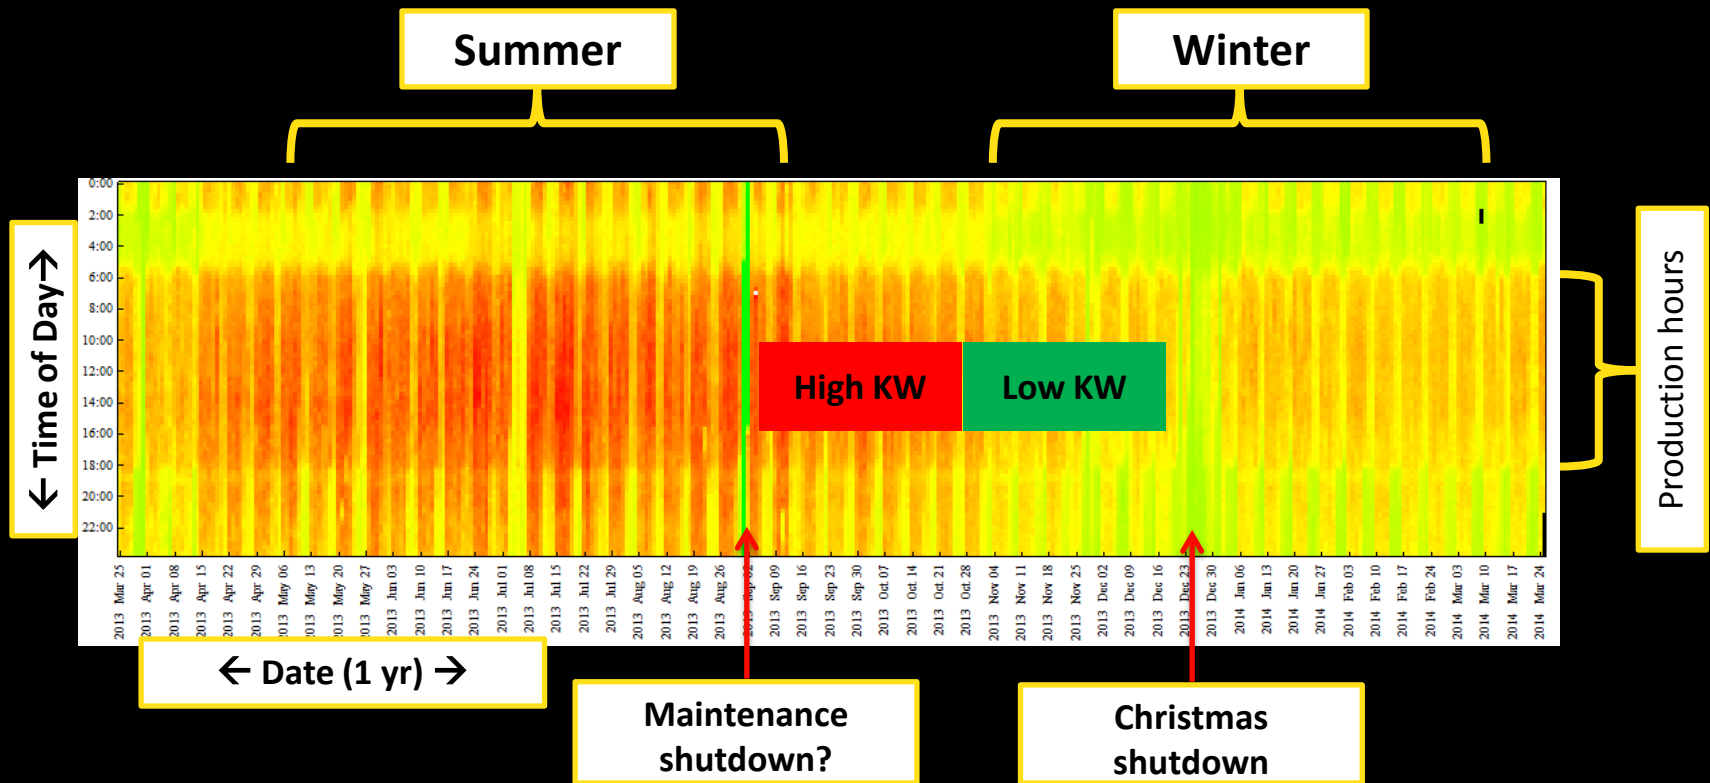 Summer
Winter
← Time of Day→
0:00
2:00
4:00
6:00
8:00
10:00
12:00
14:00
16:00
18:00
20:00
22:00
High KW
Low KW
Production hours
2013 Mar 25
2013 Apr 01
2013 Apr 08
2013 Apr 15
2013 Apr 22
2013 Apr 29
2013 May 06
2013 May 13
2013 May 20
2013 May 27
2013 Jun 03
2013 Jun 10
2013 Jun 17
2013 Jun 24
2013 Jul 01
2013 Jul 08
2013 Jul 15
2013 Jul 22
2013 Jul 29
2013 Aug 05
2013 Aug 12
2013 Aug 19
2013 Aug 26
2013 Sep 02
2013 Sep 09
2013 Sep 16
2013 Sep 23
2013 Sep 30
2013 Oct 07
2013 Oct 14
2013 Oct 21
2013 Oct 28
2013 Nov 04
2013 Nov 11
2013 Nov 18
2013 Nov 25
2013 Dec 02
2013 Dec 09
2013 Dec 16
2013 Dec 23
2013 Dec 30
2014 Jan 06
2014 Jan 13
2014 Jan 20
2014 Jan 27
2014 Feb 03
2014 Feb 10
2014 Feb 17
2014 Feb 24
2014 Mar 03
2014 Mar 10
2014 Mar 17
2014 Mar 24
← Date (1 yr) →
Maintenance
shutdown?
Christmas
shutdown